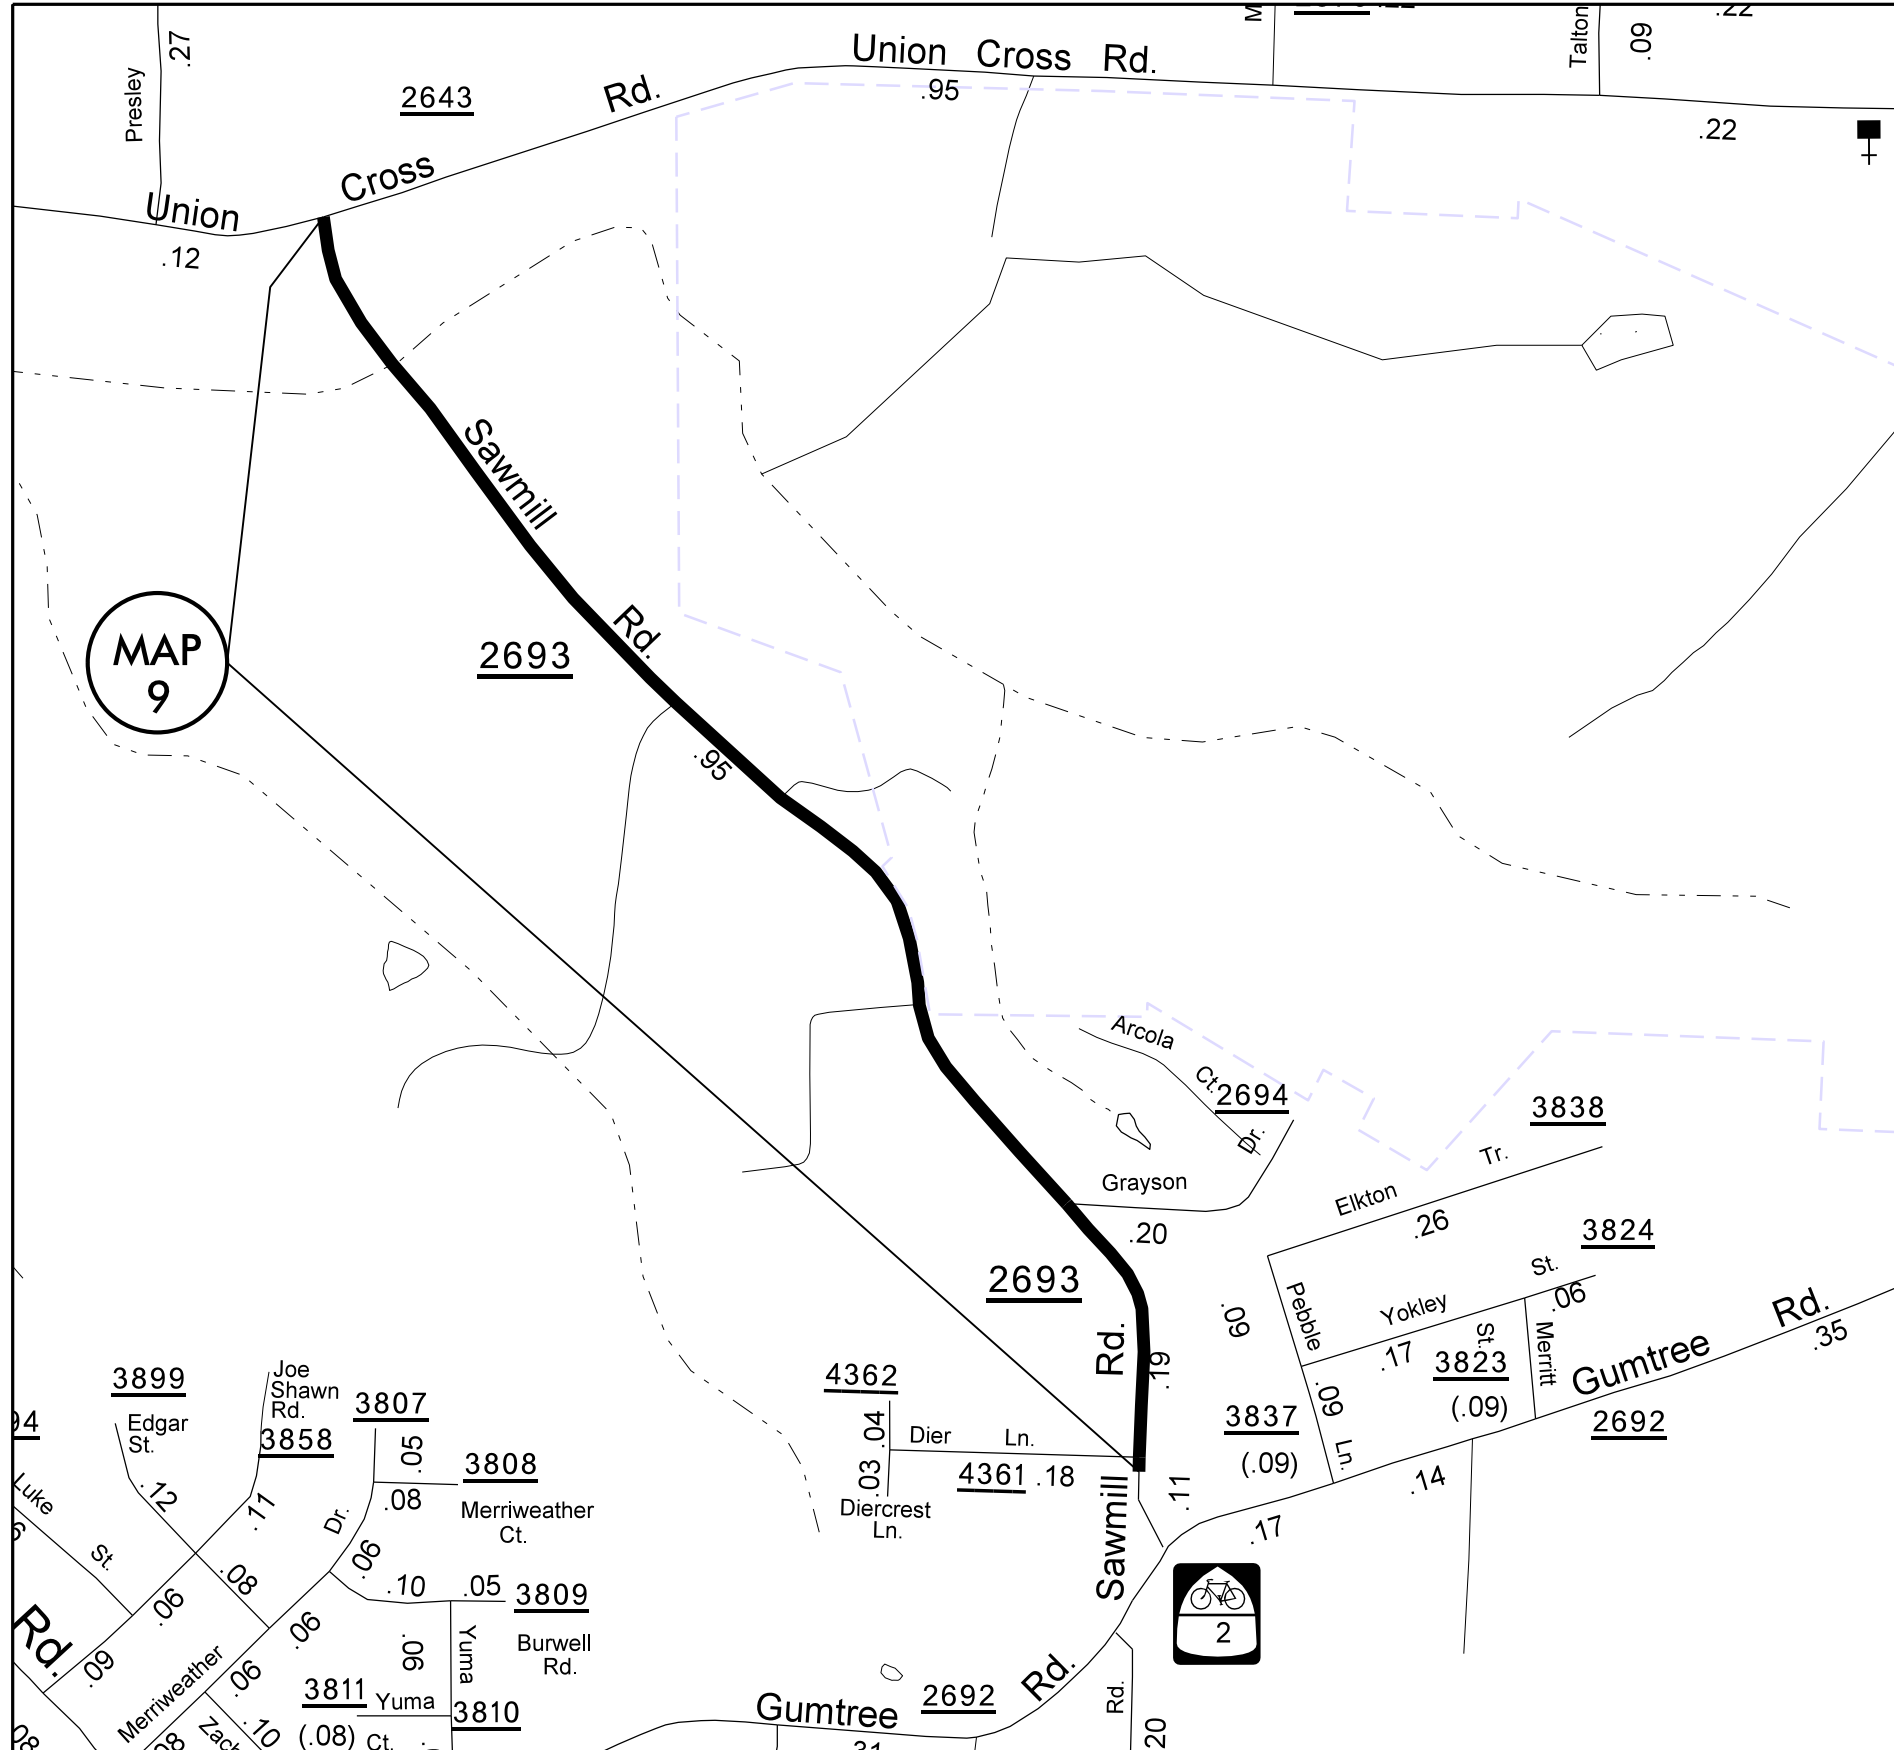 .22
.27
Presley
2643
Union Cross Rd.
.95
Talton
.09
.22
Union Cross Rd.
.12
Sawmill Rd.
MAP
9
2693
.95
Arcola Ct.
2694
Grayson Dr.
.20
3838
Elkton Tr.
.26
3824
Yokley St.
.06
.17
.09
Pebble Ln.
.09
3823
(.09)
Merritt St.
Gumtree Rd.
.35
2692
3837
(.09)
.14
.17
2693
Sawmill Rd.
.19
.11
4362
.04
Dier Ln.
.03
4361 .18
Diercrest
Ln.
2
3899
Edgar
St.
.12
Joe
Shawn
Rd.
3858
.11
3807
.05
3808
.08
Merriweather
Ct.
94
Luke St.
.08
.06
.09
Rd.
Merriweather Dr.
.06
.06
.06
.10
.05
3809
Burwell
Rd.
.06
Yuma
3811
(.08)
Yuma
Ct.
3810
.10
Gumtree Rd.
2692
.31
Rd.
.20